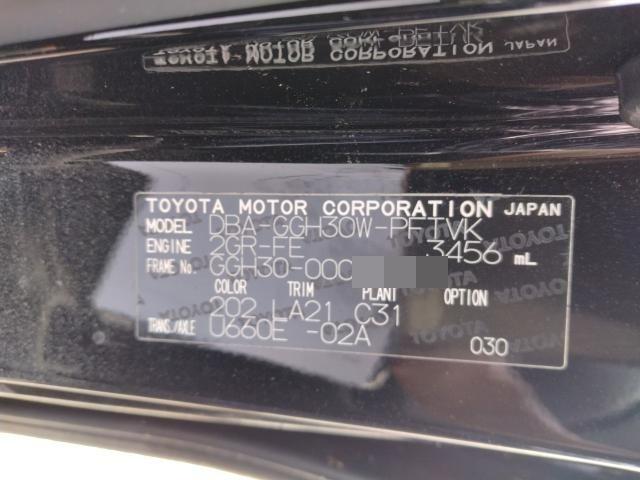 TOYOTA MOTOR CORPORATION JAPAN
MODEL DBA-GGH30W-PFTVK
ENGINE 2GR-FE 3456 mL
FRAME No. GGH30-000
COLOR TRIM PLANT OPTION
202 LA21 C31
TRANS./AXLE U660E -02A
030